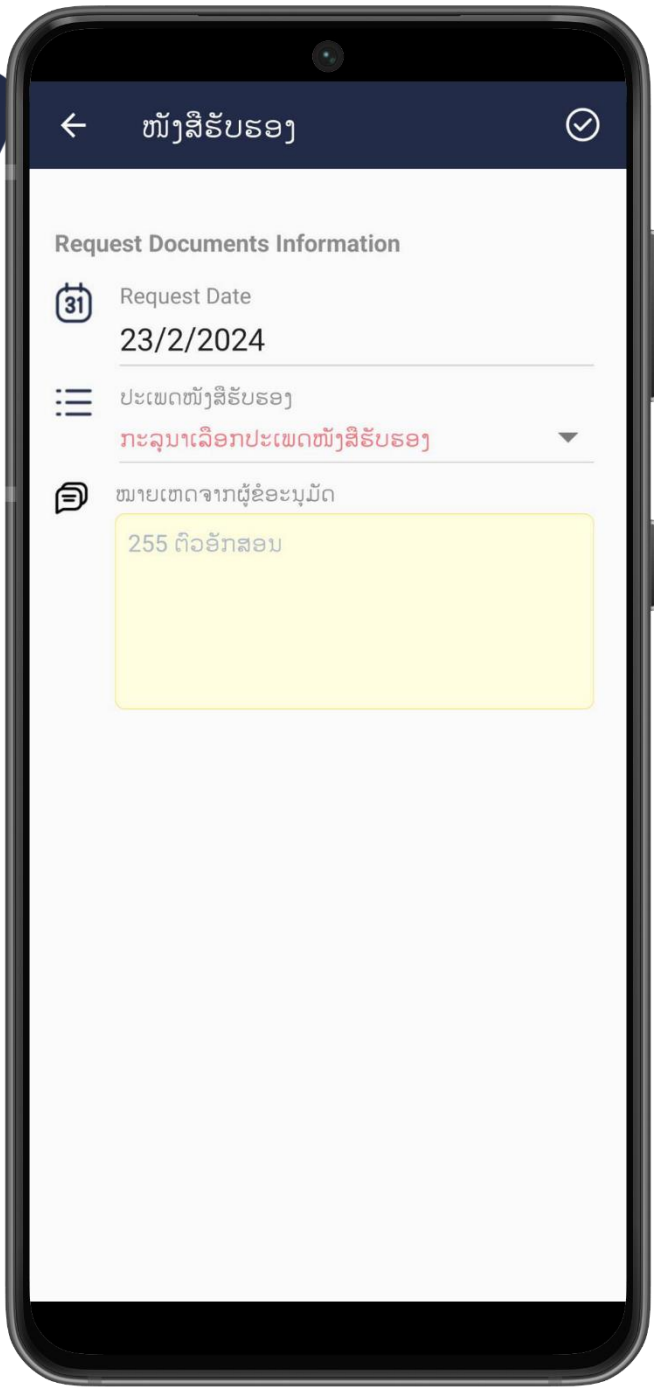 ໜັງສືຮັບຮອງ
Request Documents Information
31
Request Date
23/2/2024
ປະເພດໜັງສືຮັບຮອງ
ກະລຸນາເລືອກປະເພດໜັງສືຮັບຮອງ
ໝາຍເຫດຈາກຜູ້ຂໍອະນຸມັດ
255 ຕົວອັກສອນ